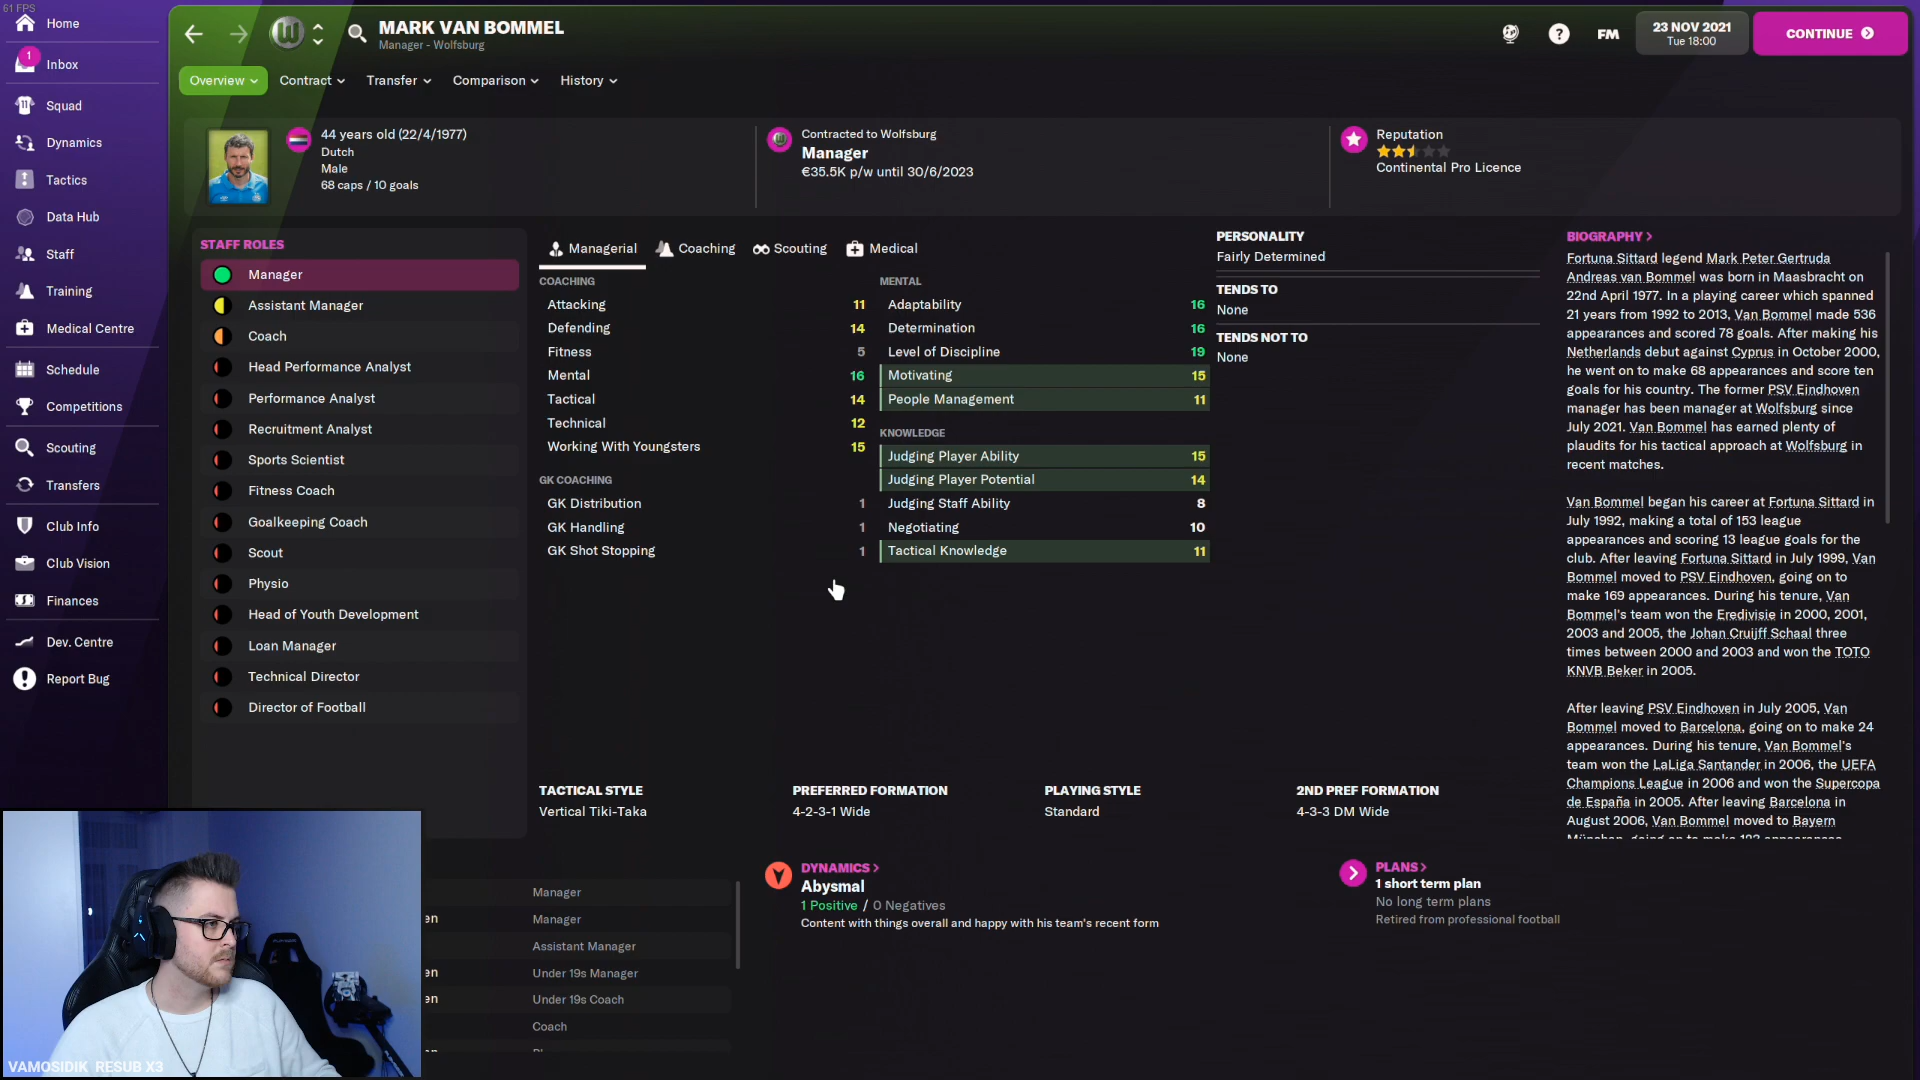 61 FPS
Home
1
Inbox
Squad
Dynamics
Tactics
Data Hub
Staff
Training
Medical Centre
Schedule
Competitions
Scouting
Transfers
Club Info
Club Vision
Finances
Dev. Centre
Report Bug
MARK VAN BOMMEL
Manager - Wolfsburg
FM
23 NOV 2021
Tue 18:00
CONTINUE
Overview
Contract
Transfer
Comparison
History
44 years old (22/4/1977)
Dutch
Male
68 caps / 10 goals
Contracted to Wolfsburg
Manager
€35.5K p/w until 30/6/2023
Reputation
Continental Pro Licence
STAFF ROLES
Manager
Assistant Manager
Coach
Head Performance Analyst
Performance Analyst
Recruitment Analyst
Sports Scientist
Fitness Coach
Goalkeeping Coach
Scout
Physio
Head of Youth Development
Loan Manager
Technical Director
Director of Football
Managerial
Coaching
Scouting
Medical
COACHING
Attacking 11
Defending 14
Fitness 5
Mental 16
Tactical 14
Technical 12
Working With Youngsters 15
GK COACHING
GK Distribution 1
GK Handling 1
GK Shot Stopping 1
MENTAL
Adaptability 16
Determination 16
Level of Discipline 19
Motivating 15
People Management 11
KNOWLEDGE
Judging Player Ability 15
Judging Player Potential 14
Judging Staff Ability 8
Negotiating 10
Tactical Knowledge 11
PERSONALITY
Fairly Determined
TENDS TO
None
TENDS NOT TO
None
BIOGRAPHY >
Fortuna Sittard legend Mark Peter Gertruda
Andreas van Bommel was born in Maasbracht on
22nd April 1977. In a playing career which spanned
21 years from 1992 to 2013, Van Bommel made 536
appearances and scored 78 goals. After making his
Netherlands debut against Cyprus in October 2000,
he went on to make 68 appearances and score ten
goals for his country. The former PSV Eindhoven
manager has been manager at Wolfsburg since
July 2021. Van Bommel has earned plenty of
plaudits for his tactical approach at Wolfsburg in
recent matches.
Van Bommel began his career at Fortuna Sittard in
July 1992, making a total of 153 league
appearances and scoring 13 league goals for the
club. After leaving Fortuna Sittard in July 1999, Van
Bommel moved to PSV Eindhoven, going on to
make 169 appearances. During his tenure, Van
Bommel's team won the Eredivisie in 2000, 2001,
2003 and 2005, the Johan Cruijff Schaal three
times between 2000 and 2003 and won the TOTO
KNVB Beker in 2005.
After leaving PSV Eindhoven in July 2005, Van
Bommel moved to Barcelona, going on to make 24
appearances. During his tenure, Van Bommel's
team won the LaLiga Santander in 2006, the UEFA
Champions League in 2006 and won the Supercopa
de España in 2005. After leaving Barcelona in
August 2006, Van Bommel moved to Bayern
TACTICAL STYLE
Vertical Tiki-Taka
PREFERRED FORMATION
4-2-3-1 Wide
PLAYING STYLE
Standard
2ND PREF FORMATION
4-3-3 DM Wide
Manager
en Manager
Assistant Manager
en Under 19s Manager
en Under 19s Coach
Coach
DYNAMICS >
Abysmal
1 Positive / 0 Negatives
Content with things overall and happy with his team's recent form
PLANS >
1 short term plan
No long term plans
Retired from professional football
VAMOSIDIK RESUB X3